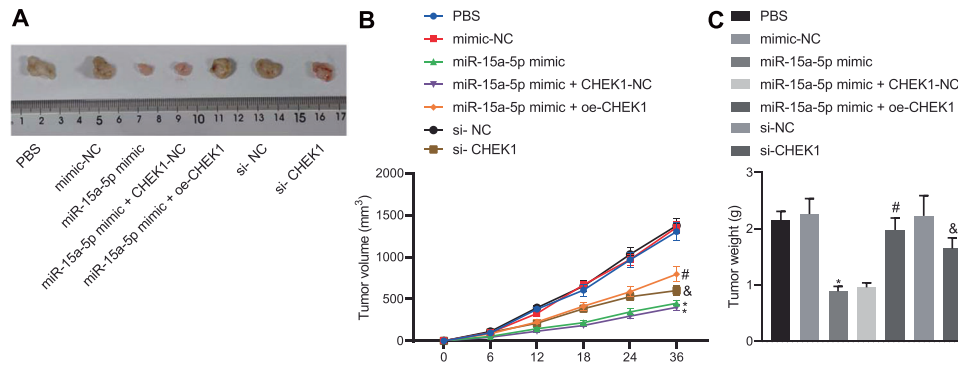 A
1 2 3 4 5 6 7 8 9 10 11 12 13 14 15 16 17
PBS
mimic-NC
miR-15a-5p mimic
miR-15a-5p mimic + CHEK1-NC
miR-15a-5p mimic + oe-CHEK1
si- NC
si- CHEK1
B
PBS
mimic-NC
miR-15a-5p mimic
miR-15a-5p mimic + CHEK1-NC
miR-15a-5p mimic + oe-CHEK1
si- NC
si- CHEK1
Tumor volume (mm³)
2000
1500
1000
500
0
#
&
*
*
0 6 12 18 24 36
C
PBS
mimic-NC
miR-15a-5p mimic
miR-15a-5p mimic + CHEK1-NC
miR-15a-5p mimic + oe-CHEK1
si-NC
si-CHEK1
Tumor weight (g)
3
2
1
0
*
#
&